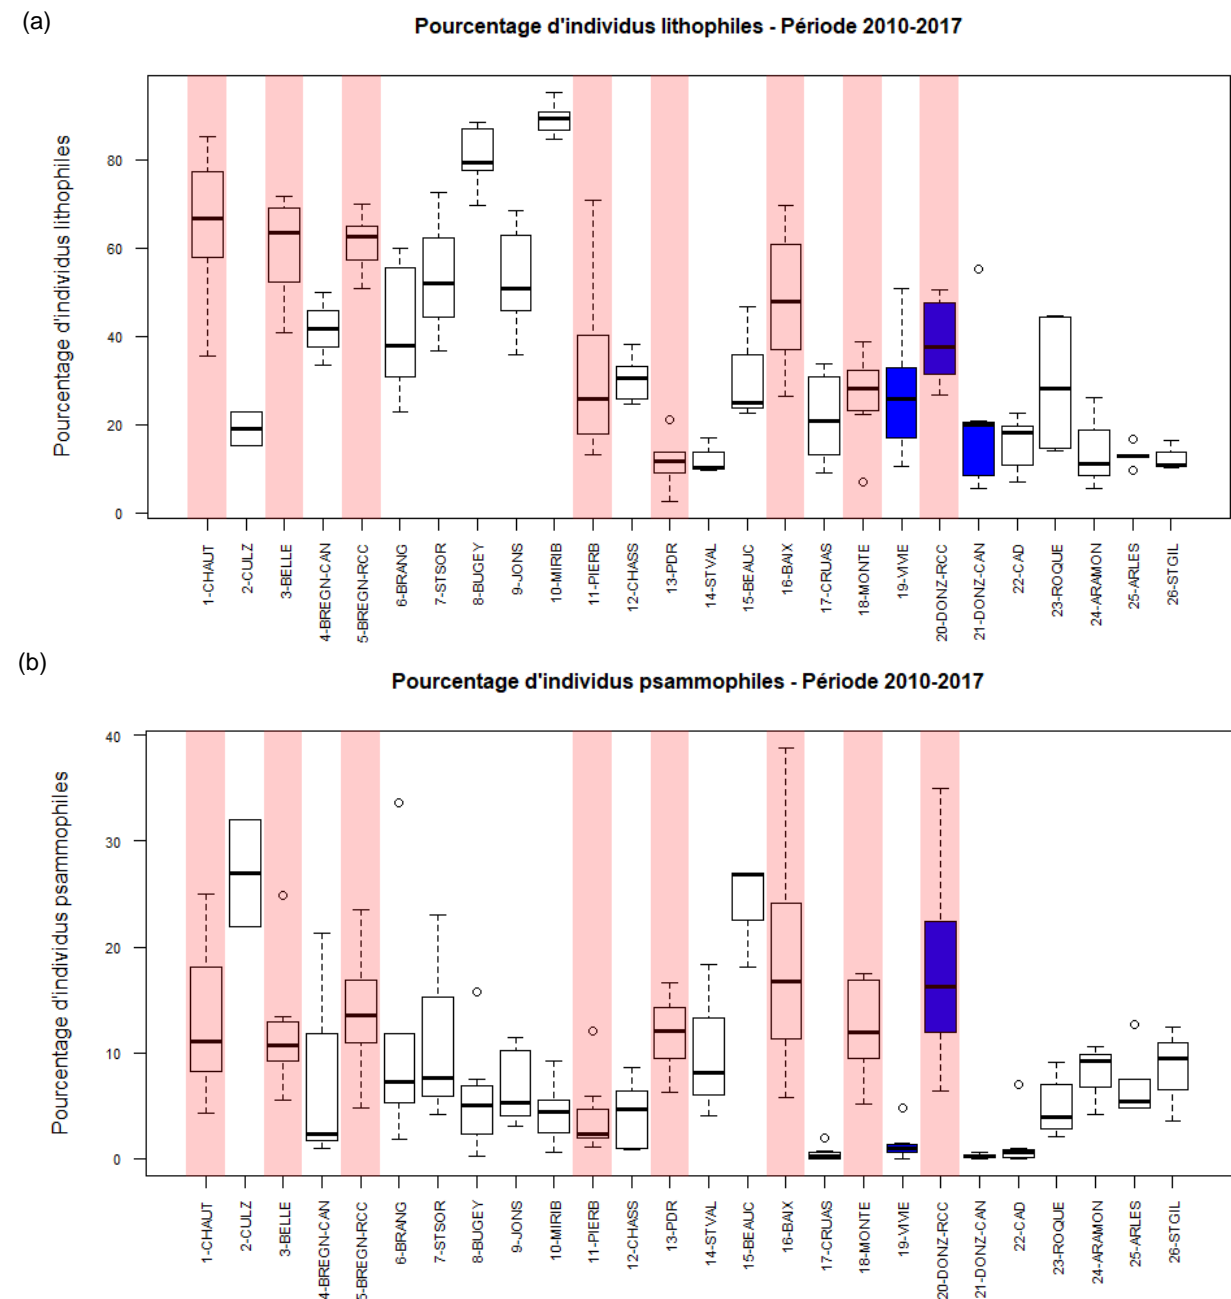 (a)
Pourcentage d'individus lithophiles - Période 2010-2017
Pourcentage d'individus lithophiles
80
60
40
20
0
1-CHAUT
2-CULZ
3-BELLE
4-BREGN-CAN
5-BREGN-RCC
6-BRANG
7-STSOR
8-BUGEY
9-JONS
10-MIRIB
11-PIERB
12-CHASS
13-PDR
14-STVAL
15-BEAUC
16-BAIX
17-CRUAS
18-MONTE
19-VIVIE
20-DONZ-RCC
21-DONZ-CAN
22-CAD
23-ROQUE
24-ARAMON
25-ARLES
26-STGIL
(b)
Pourcentage d'individus psammophiles - Période 2010-2017
Pourcentage d'individus psammophiles
40
30
20
10
0
1-CHAUT
2-CULZ
3-BELLE
4-BREGN-CAN
5-BREGN-RCC
6-BRANG
7-STSOR
8-BUGEY
9-JONS
10-MIRIB
11-PIERB
12-CHASS
13-PDR
14-STVAL
15-BEAUC
16-BAIX
17-CRUAS
18-MONTE
19-VIVIE
20-DONZ-RCC
21-DONZ-CAN
22-CAD
23-ROQUE
24-ARAMON
25-ARLES
26-STGIL